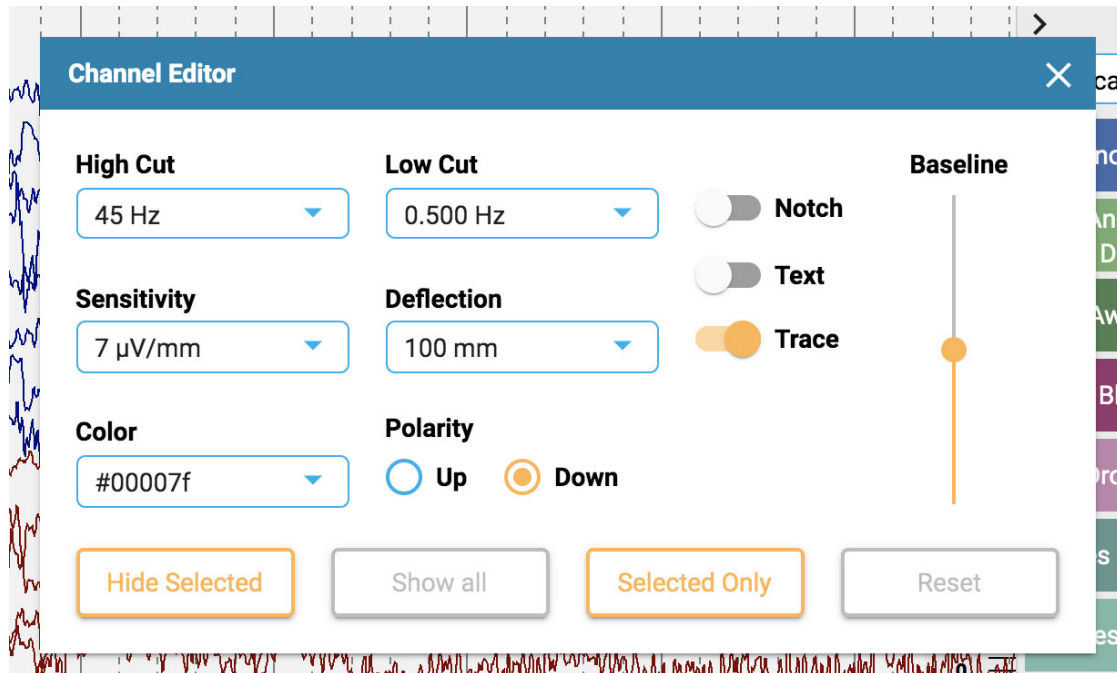 Channel Editor
High Cut
Low Cut
Baseline
45 Hz
0.500 Hz
Notch
Text
Sensitivity
Deflection
7 µV/mm
100 mm
Trace
Color
Polarity
#00007f
Up
Down
Hide Selected
Show all
Selected Only
Reset